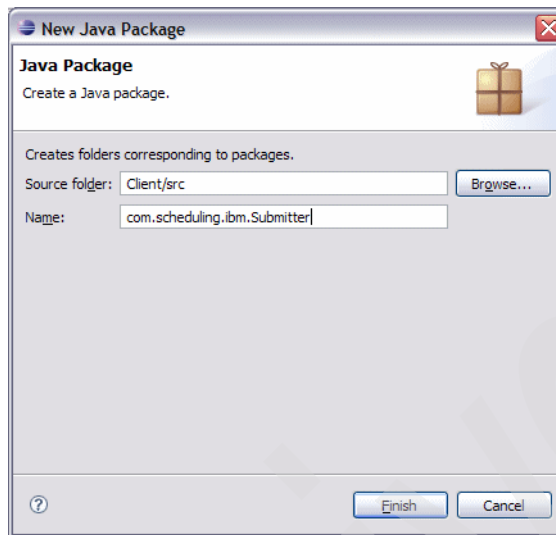 New Java Package
Java Package
Create a Java package.
Creates folders corresponding to packages.
Source folder: Client/src Browse...
Name: com.scheduling.ibm.Submitter
? Finish Cancel